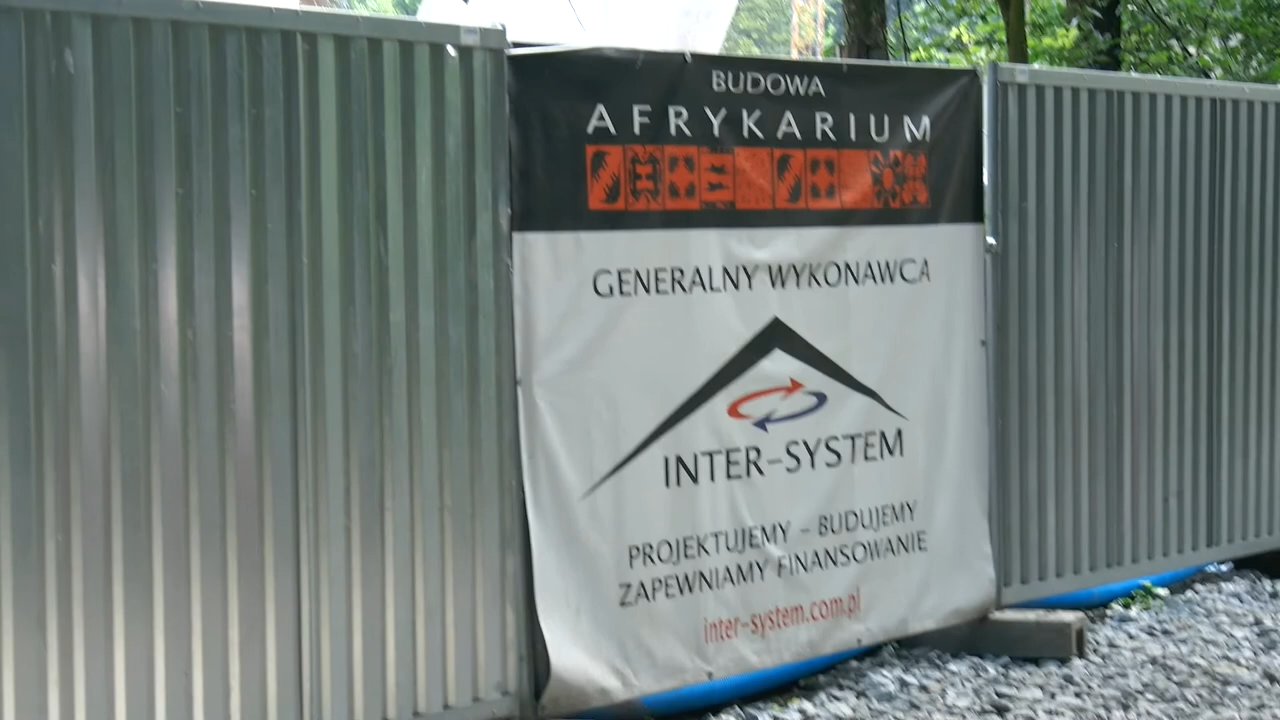 BUDOWA
AFRYKARIUM
GENERALNY WYKONAWCA
INTER-SYSTEM
PROJEKTUJEMY - BUDUJEMY
ZAPEWNIAMY FINANSOWANIE
inter-system.com.pl